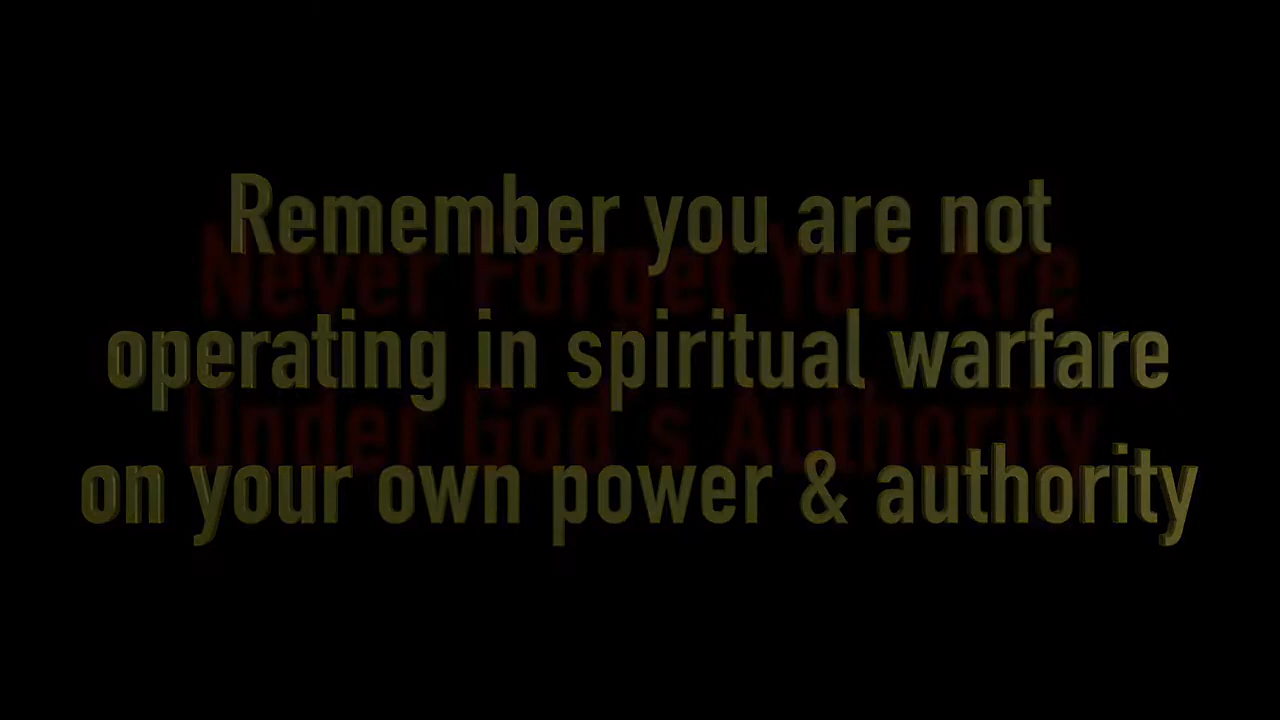 Remember you are not
operating in spiritual warfare
on your own power & authority
Never Forget You Are
Under God's Authority